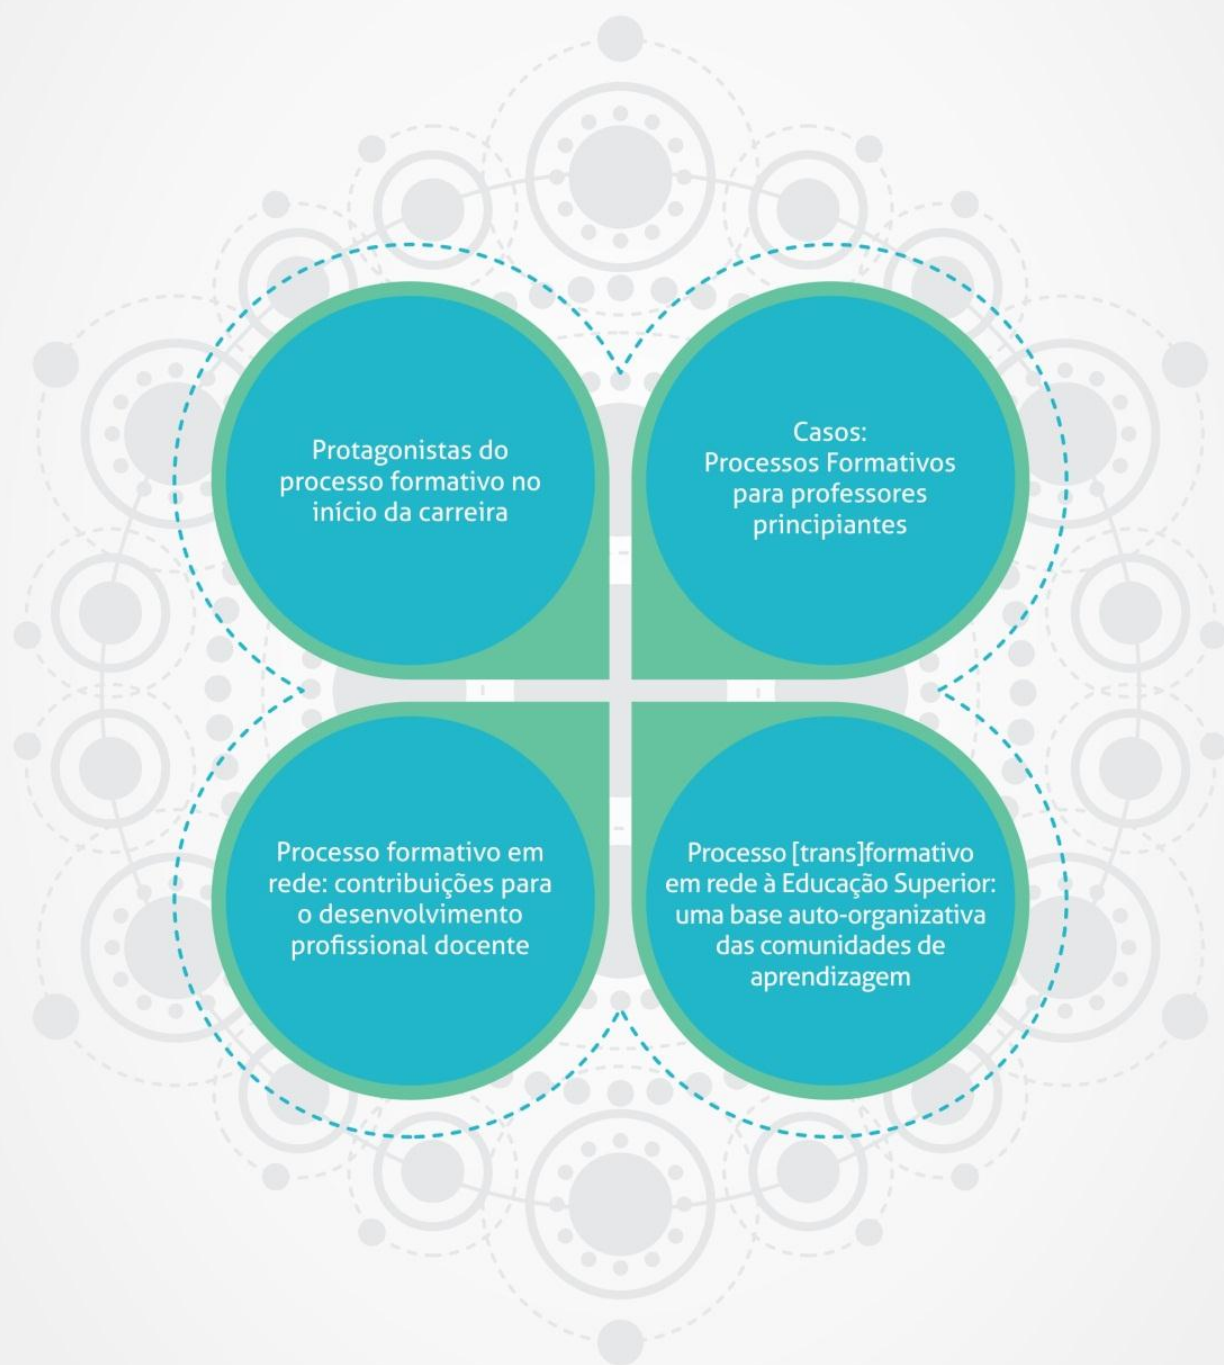 Protagonistas do
processo formativo no
início da carreira
Casos:
Processos Formativos
para professores
principiantes
Processo formativo em
rede: contribuições para
o desenvolvimento
profissional docente
Processo [trans]formativo
em rede à Educação Superior:
uma base auto-organizativa
das comunidades de
aprendizagem